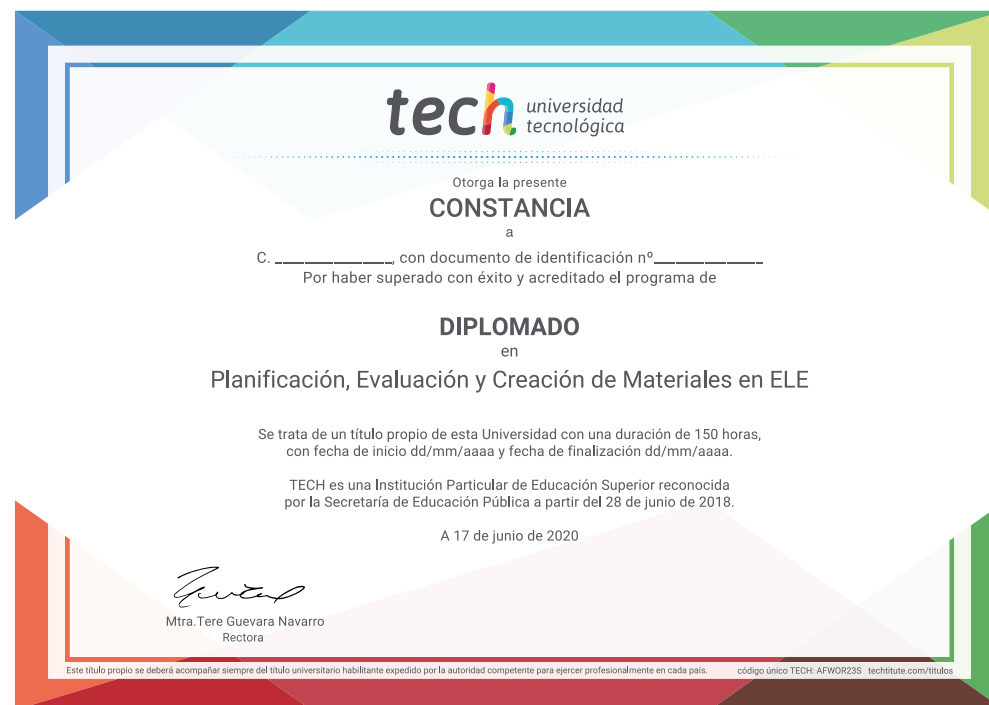 tech universidad
tecnológica
Otorga la presente
CONSTANCIA
a
C. ______________, con documento de identificación nº______________
Por haber superado con éxito y acreditado el programa de
DIPLOMADO
en
Planificación, Evaluación y Creación de Materiales en ELE
Se trata de un título propio de esta Universidad con una duración de 150 horas,
con fecha de inicio dd/mm/aaaa y fecha de finalización dd/mm/aaaa.
TECH es una Institución Particular de Educación Superior reconocida
por la Secretaría de Educación Pública a partir del 28 de junio de 2018.
A 17 de junio de 2020
Mtra.Tere Guevara Navarro
Rectora
Este título propio se deberá acompañar siempre del título universitario habilitante expedido por la autoridad competente para ejercer profesionalmente en cada país. código único TECH: AFWOR23S techtitute.com/titulos